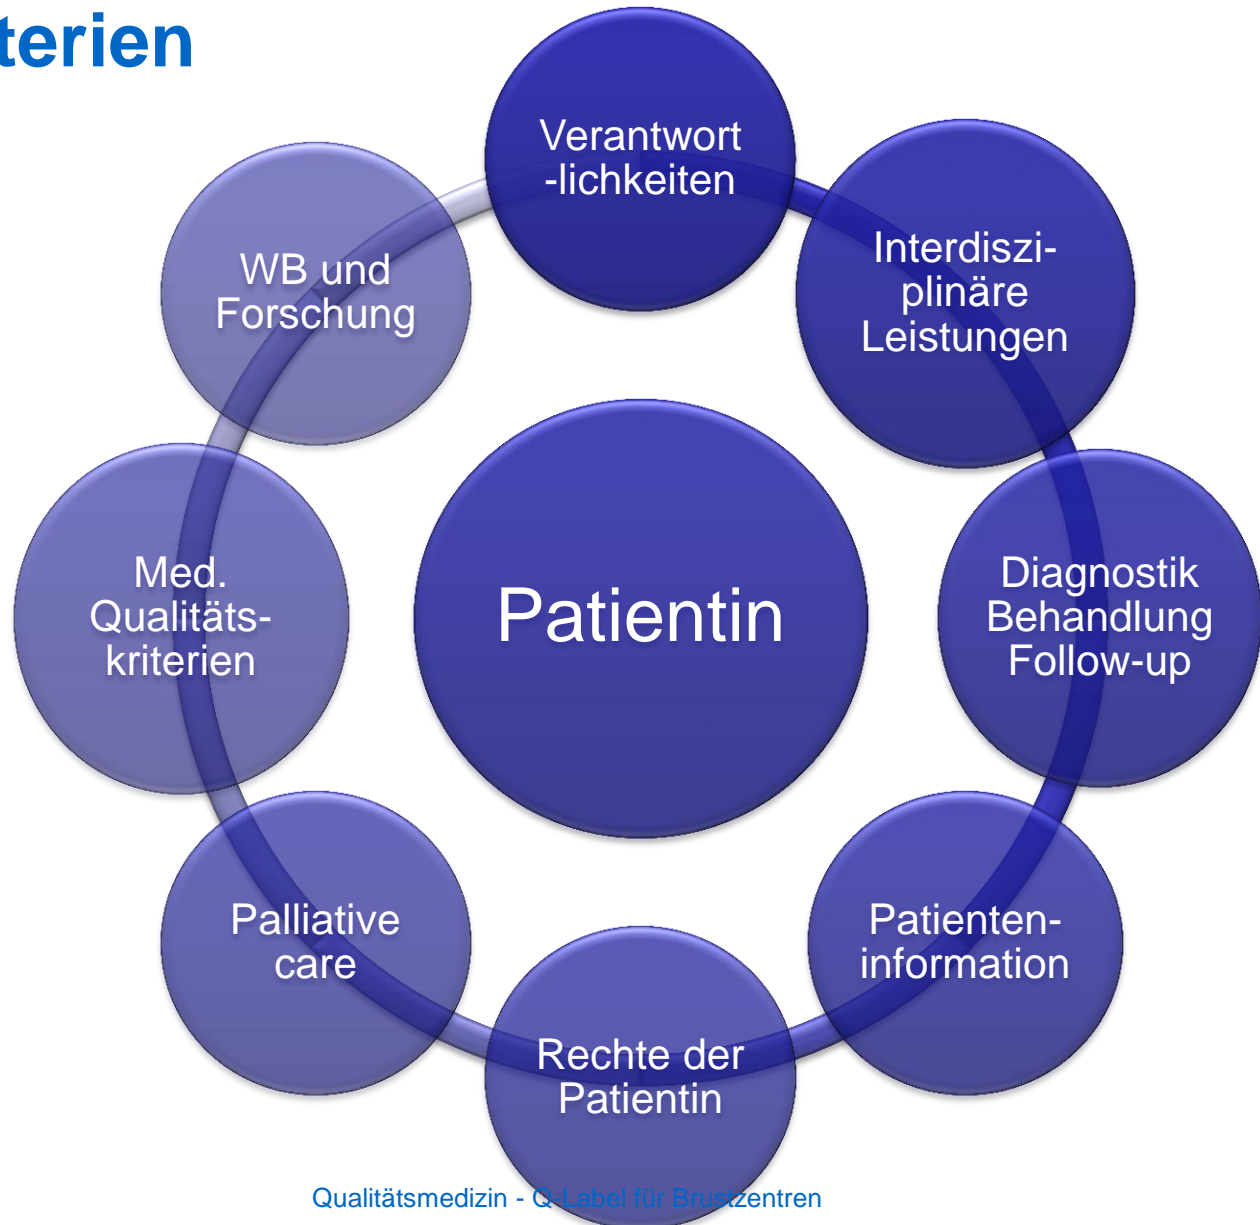 terien
Verantwort
-lichkeiten
Interdiszi-
plinäre
Leistungen
Diagnostik
Behandlung
Follow-up
Patienten-
information
Rechte der
Patientin
Palliative
care
Med.
Qualitäts-
kriterien
WB und
Forschung
Patientin
Qualitätsmedizin - Q-Label für Brustzentren